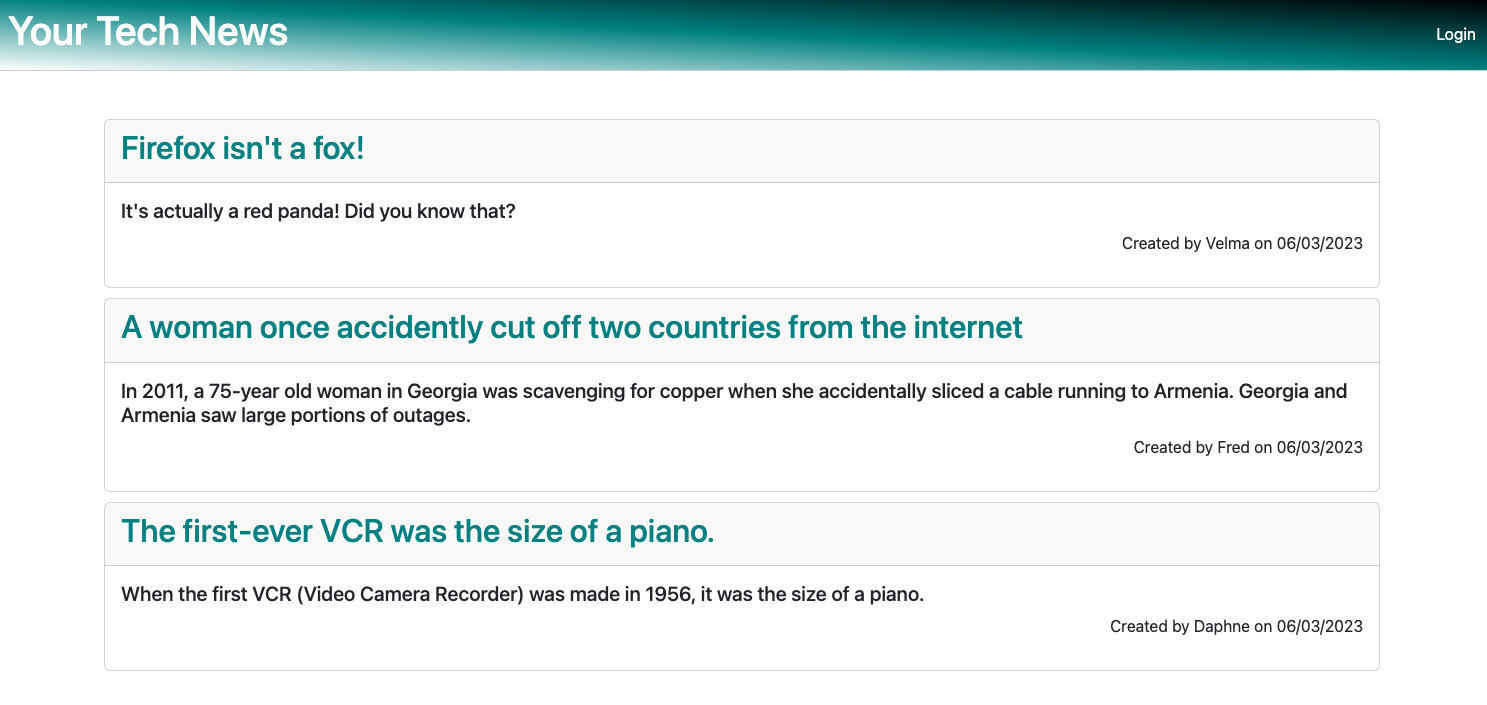 Your Tech News
Login
Firefox isn't a fox!
It's actually a red panda! Did you know that?
Created by Velma on 06/03/2023
A woman once accidently cut off two countries from the internet
In 2011, a 75-year old woman in Georgia was scavenging for copper when she accidentally sliced a cable running to Armenia. Georgia and
Armenia saw large portions of outages.
Created by Fred on 06/03/2023
The first-ever VCR was the size of a piano.
When the first VCR (Video Camera Recorder) was made in 1956, it was the size of a piano.
Created by Daphne on 06/03/2023